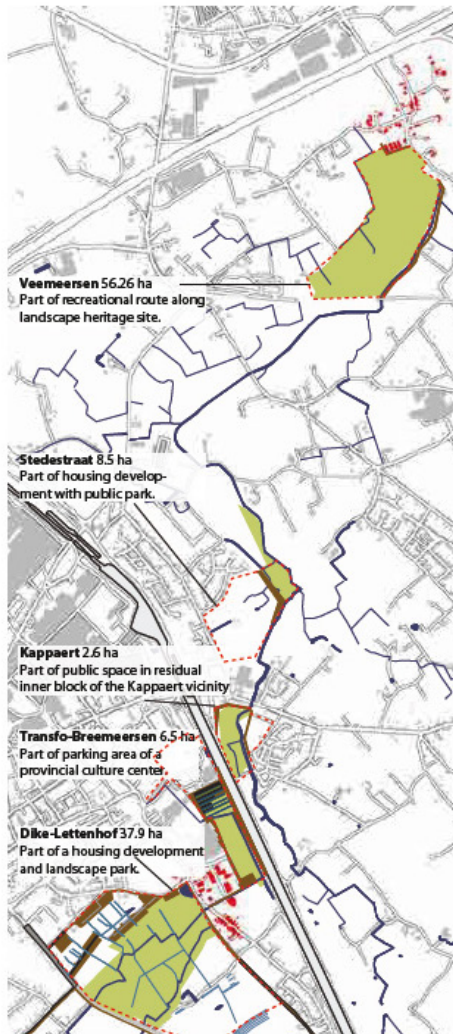 Veemeersen 56.26 ha
Part of recreational route along
landscape heritage site.
Stedestraat 8.5 ha
Part of housing develop-
ment with public park.
Kappaert 2.6 ha
Part of public space in residual
inner block of the Kappaert vicinity
Transfo-Breemeersen 6.5 ha
Part of parking area of a
provincial culture center.
Dike-Lettenhof 37.9 ha
Part of a housing development
and landscape park.